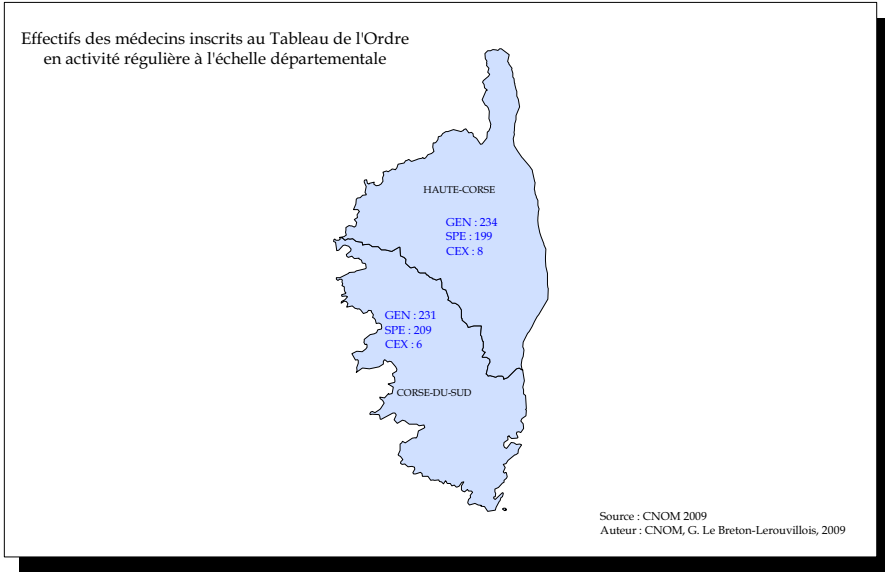 Effectifs des médecins inscrits au Tableau de l'Ordre
en activité régulière à l'échelle départementale
HAUTE-CORSE
GEN : 234
SPE : 199
CEX : 8
GEN : 231
SPE : 209
CEX : 6
CORSE-DU-SUD
Source : CNOM 2009
Auteur : CNOM, G. Le Breton-Lerouvillois, 2009